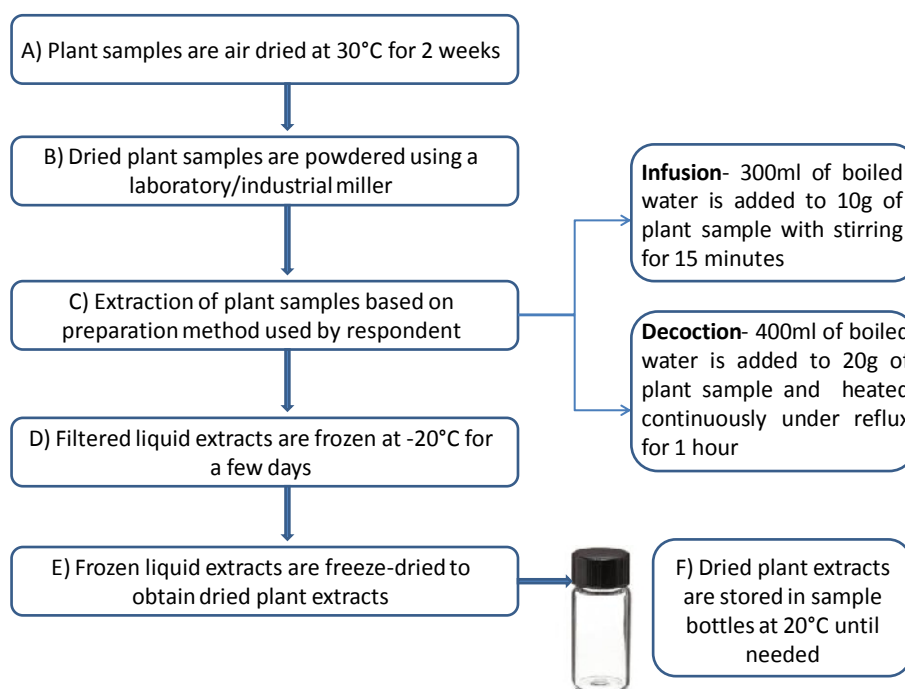 A) Plant samples are air dried at 30°C for 2 weeks
B) Dried plant samples are powdered using a
laboratory/industrial miller
C) Extraction of plant samples based on
preparation method used by respondent
Infusion- 300ml of boiled
water is added to 10g of
plant sample with stirring
for 15 minutes
Decoction- 400ml of boiled
water is added to 20g of
plant sample and heated
continuously under reflux
for 1 hour
D) Filtered liquid extracts are frozen at -20°C for
a few days
E) Frozen liquid extracts are freeze-dried to
obtain dried plant extracts
F) Dried plant extracts
are stored in sample
bottles at 20°C until
needed